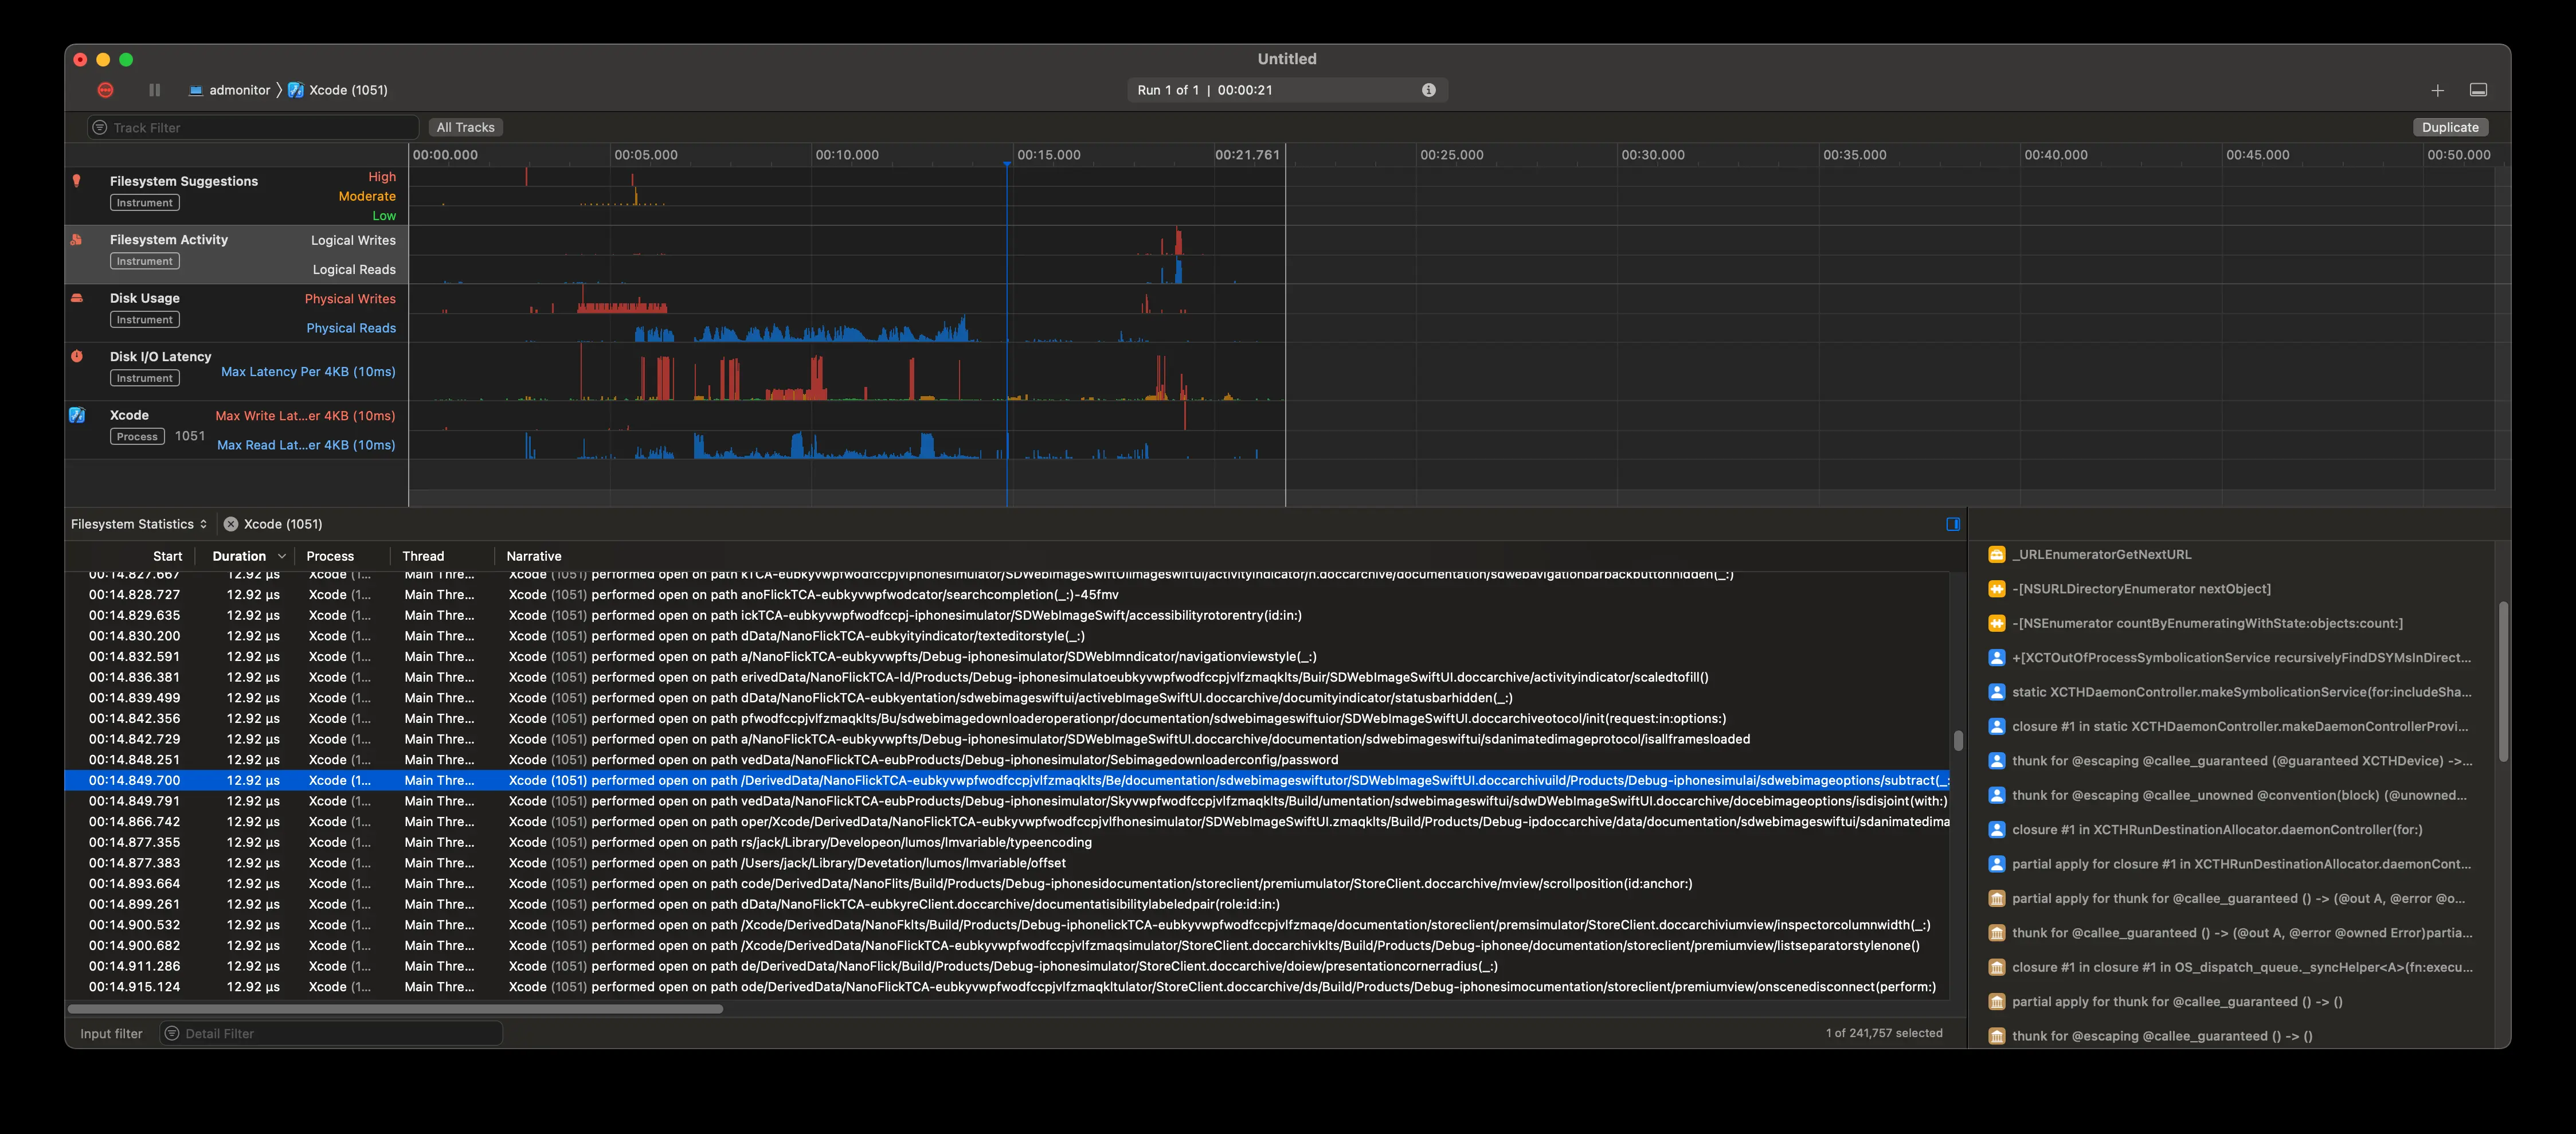 Untitled
admonitor 〉 Xcode (1051)
Run 1 of 1 | 00:00:21
Track Filter
All Tracks
Duplicate
00:00.000 00:05.000 00:10.000 00:15.000 00:21.761 00:25.000 00:30.000 00:35.000 00:40.000 00:45.000 00:50.000
Filesystem Suggestions High
Instrument Moderate
Low
Filesystem Activity Logical Writes
Instrument Logical Reads
Disk Usage Physical Writes
Instrument Physical Reads
Disk I/O Latency
Instrument Max Latency Per 4KB (10ms)
Xcode Max Write Lat...er 4KB (10ms)
Process 1051 Max Read Lat...er 4KB (10ms)
Filesystem Statistics Xcode (1051)
Start Duration Process Thread Narrative
00:14.827.667 12.92 µs Xcode (1... Main Thre... Xcode (1051) performed open on path kTCA-eubkyvwpfwodfccpjviphonesimulator/SDWebImageSwiftUIimageswiftui/activityindicator/n.doccarchive/documentation/sdwebavigationbarbackbuttonhidden(_:)
00:14.828.727 12.92 µs Xcode (1... Main Thre... Xcode (1051) performed open on path anoFlickTCA-eubkyvwpfwodcator/searchcompletion(_:)-45fmv
00:14.829.635 12.92 µs Xcode (1... Main Thre... Xcode (1051) performed open on path ickTCA-eubkyvwpfwodfccpj-iphonesimulator/SDWebImageSwift/accessibilityrotorentry(id:in:)
00:14.830.200 12.92 µs Xcode (1... Main Thre... Xcode (1051) performed open on path dData/NanoFlickTCA-eubkyityindicator/texteditorstyle(_:)
00:14.832.591 12.92 µs Xcode (1... Main Thre... Xcode (1051) performed open on path a/NanoFlickTCA-eubkyvwpfts/Debug-iphonesimulator/SDWebImndicator/navigationviewstyle(_:)
00:14.836.381 12.92 µs Xcode (1... Main Thre... Xcode (1051) performed open on path erivedData/NanoFlickTCA-ld/Products/Debug-iphonesimulatoeubkyvwpfwodfccpjvlfzmaqklts/Buir/SDWebImageSwiftUI.doccarchive/activityindicator/scaledtofill()
00:14.839.499 12.92 µs Xcode (1... Main Thre... Xcode (1051) performed open on path dData/NanoFlickTCA-eubkyentation/sdwebimageswiftui/activebImageSwiftUI.doccarchive/documityindicator/statusbarhidden(_:)
00:14.842.356 12.92 µs Xcode (1... Main Thre... Xcode (1051) performed open on path pfwodfccpjvlfzmaqklts/Bu/sdwebimagedownloaderoperationpr/documentation/sdwebimageswiftuior/SDWebImageSwiftUI.doccarchiveotocol/init(request:in:options:)
00:14.842.729 12.92 µs Xcode (1... Main Thre... Xcode (1051) performed open on path a/NanoFlickTCA-eubkyvwpfts/Debug-iphonesimulator/SDWebImageSwiftUI.doccarchive/documentation/sdwebimageswiftui/sdanimatedimageprotocol/isallframesloaded
00:14.848.251 12.92 µs Xcode (1... Main Thre... Xcode (1051) performed open on path vedData/NanoFlickTCA-eubProducts/Debug-iphonesimulator/Sebimagedownloaderconfig/password
00:14.849.700 12.92 µs Xcode (1... Main Thre... Xcode (1051) performed open on path /DerivedData/NanoFlickTCA-eubkyvwpfwodfccpjvlfzmaqklts/Be/documentation/sdwebimageswiftutor/SDWebImageSwiftUI.doccarchivuild/Products/Debug-iphonesimulai/sdwebimageoptions/subtract(_:
00:14.849.791 12.92 µs Xcode (1... Main Thre... Xcode (1051) performed open on path vedData/NanoFlickTCA-eubProducts/Debug-iphonesimulator/Skyvwpfwodfccpjvlfzmaqklts/Build/umentation/sdwebimageswiftui/sdwDWebImageSwiftUI.doccarchive/docebimageoptions/isdisjoint(with:)
00:14.866.742 12.92 µs Xcode (1... Main Thre... Xcode (1051) performed open on path oper/Xcode/DerivedData/NanoFlickTCA-eubkyvwpfwodfccpjvlfhonesimulator/SDWebImageSwiftUI.zmaqklts/Build/Products/Debug-ipdoccarchive/data/documentation/sdwebimageswiftui/sdanimatedima
00:14.877.355 12.92 µs Xcode (1... Main Thre... Xcode (1051) performed open on path rs/jack/Library/Developeon/lumos/lmvariable/typeencoding
00:14.877.383 12.92 µs Xcode (1... Main Thre... Xcode (1051) performed open on path /Users/jack/Library/Devetation/lumos/lmvariable/offset
00:14.893.664 12.92 µs Xcode (1... Main Thre... Xcode (1051) performed open on path code/DerivedData/NanoFlits/Build/Products/Debug-iphonesidocumentation/storeclient/premiumulator/StoreClient.doccarchive/mview/scrollposition(id:anchor:)
00:14.899.261 12.92 µs Xcode (1... Main Thre... Xcode (1051) performed open on path dData/NanoFlickTCA-eubkyreClient.doccarchive/documentatisibilitylabeledpair(role:id:in:)
00:14.900.532 12.92 µs Xcode (1... Main Thre... Xcode (1051) performed open on path /Xcode/DerivedData/NanoFklts/Build/Products/Debug-iphonelickTCA-eubkyvwpfwodfccpjvlfzmaqe/documentation/storeclient/premsimulator/StoreClient.doccarchiviumview/inspectorcolumnwidth(_:)
00:14.900.682 12.92 µs Xcode (1... Main Thre... Xcode (1051) performed open on path /Xcode/DerivedData/NanoFlickTCA-eubkyvwpfwodfccpjvlfzmaqsimulator/StoreClient.doccarchivklts/Build/Products/Debug-iphonee/documentation/storeclient/premiumview/listseparatorstylenone()
00:14.911.286 12.92 µs Xcode (1... Main Thre... Xcode (1051) performed open on path de/DerivedData/NanoFlick/Build/Products/Debug-iphonesimulator/StoreClient.doccarchive/doiew/presentationcornerradius(_:)
00:14.915.124 12.92 µs Xcode (1... Main Thre... Xcode (1051) performed open on path ode/DerivedData/NanoFlickTCA-eubkyvwpfwodfccpjvlfzmaqkltulator/StoreClient.doccarchive/ds/Build/Products/Debug-iphonesimocumentation/storeclient/premiumview/onscenedisconnect(perform:)
Input filter Detail Filter 1 of 241,757 selected
_URLEnumeratorGetNextURL
-[NSURLDirectoryEnumerator nextObject]
-[NSEnumerator countByEnumeratingWithState:objects:count:]
+[XCTOutOfProcessSymbolicationService recursivelyFindDSYMsInDirect...
static XCTHDaemonController.makeSymbolicationService(for:includeSha...
closure #1 in static XCTHDaemonController.makeDaemonControllerProvi...
thunk for @escaping @callee_guaranteed (@guaranteed XCTHDevice) ->...
thunk for @escaping @callee_unowned @convention(block) (@unowned...
closure #1 in XCTHRunDestinationAllocator.daemonController(for:)
partial apply for closure #1 in XCTHRunDestinationAllocator.daemonCont...
partial apply for thunk for @callee_guaranteed () -> (@out A, @error @o...
thunk for @callee_guaranteed () -> (@out A, @error @owned Error)partia...
closure #1 in closure #1 in OS_dispatch_queue._syncHelper<A>(fn:execu...
partial apply for thunk for @callee_guaranteed () -> ()
thunk for @escaping @callee_guaranteed () -> ()